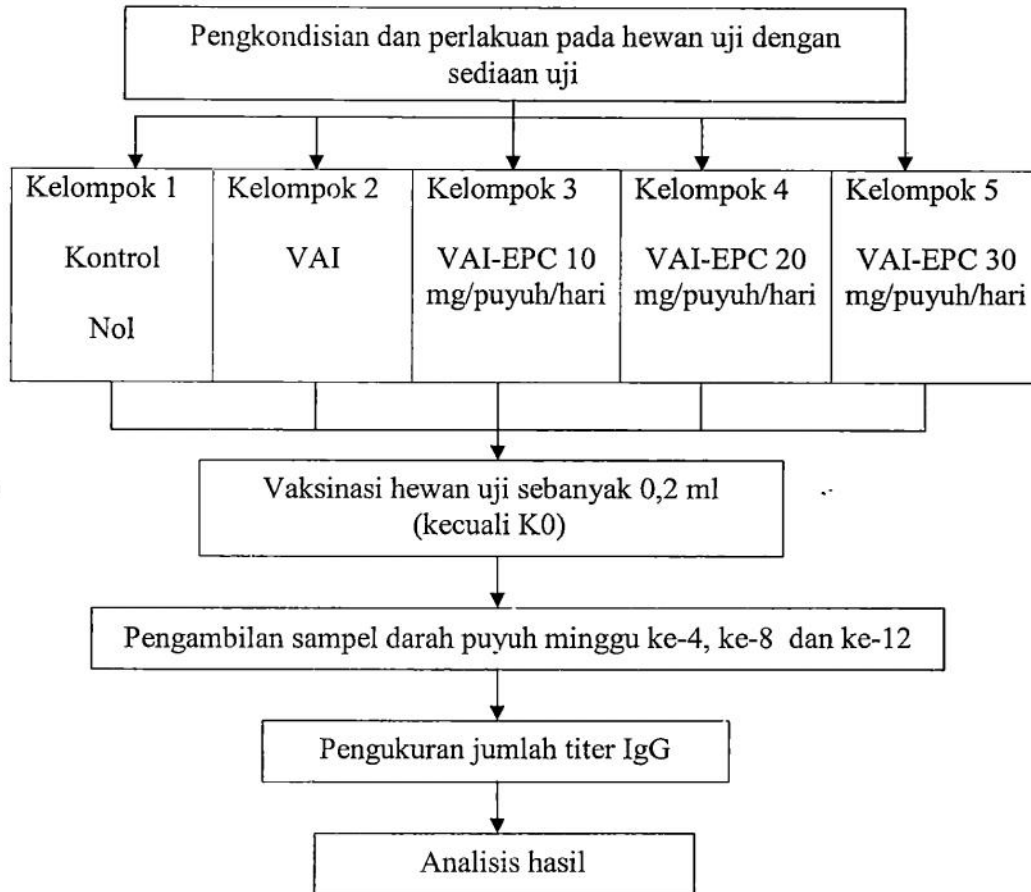 Pengkondisian dan perlakuan pada hewan uji dengan
sediaan uji
Kelompok 1
Kontrol
Nol
Kelompok 2
VAI
Kelompok 3
VAI-EPC 10
mg/puyuh/hari
Kelompok 4
VAI-EPC 20
mg/puyuh/hari
Kelompok 5
VAI-EPC 30
mg/puyuh/hari
Vaksinasi hewan uji sebanyak 0,2 ml
(kecuali K0)
Pengambilan sampel darah puyuh minggu ke-4, ke-8 dan ke-12
Pengukuran jumlah titer IgG
Analisis hasil